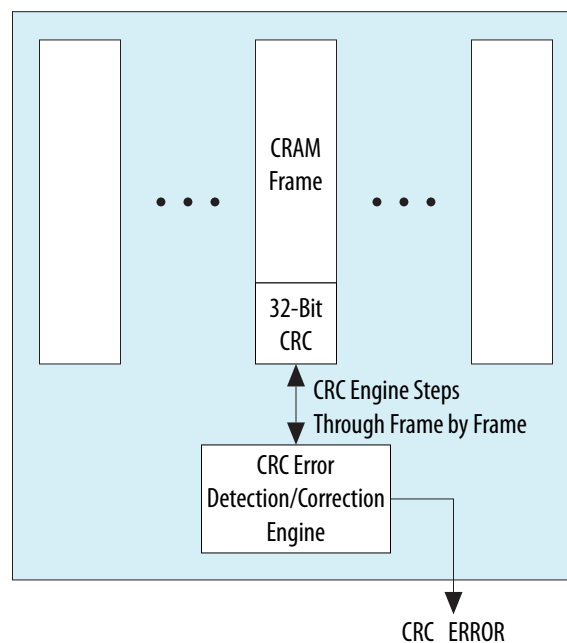 CRAM
Frame
32-Bit
CRC
CRC Engine Steps
Through Frame by Frame
CRC Error
Detection/Correction
Engine
CRC_ERROR